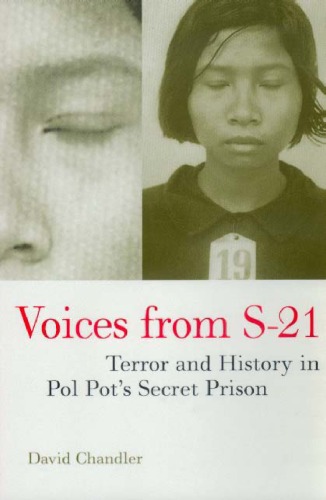 19
Voices from S-21
Terror and History in
Pol Pot's Secret Prison
David Chandler